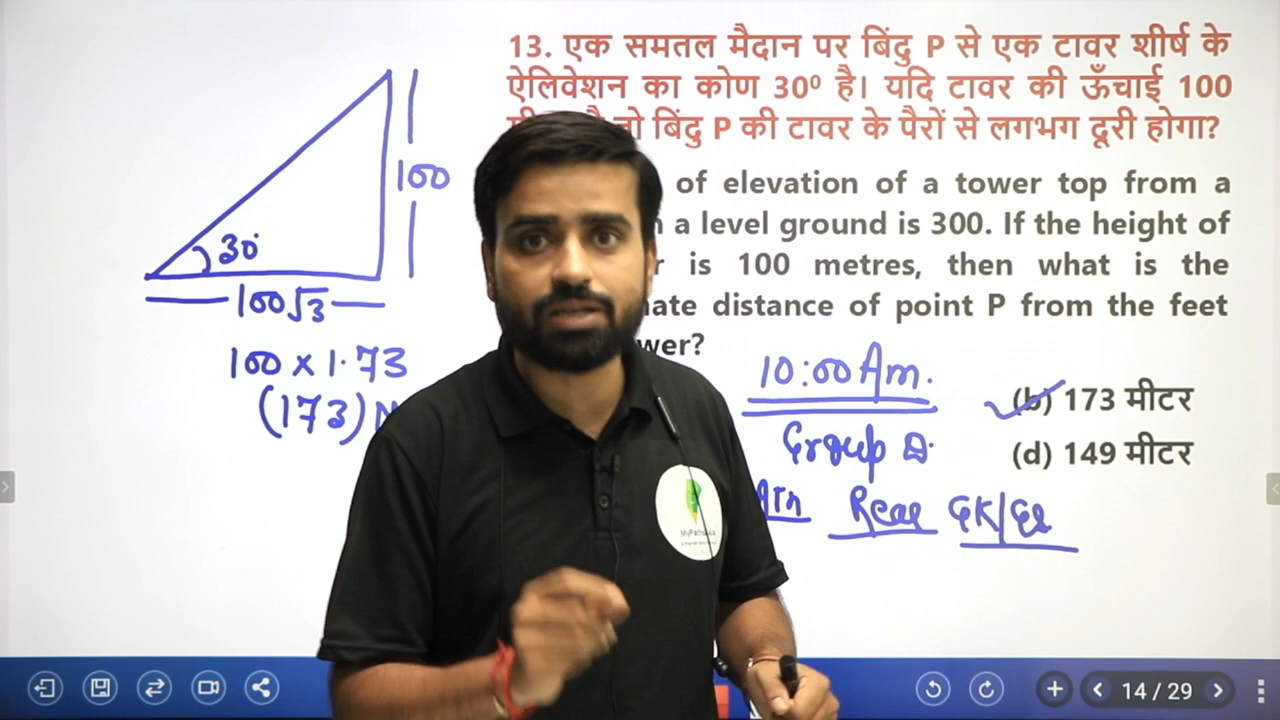 13. एक समतल मैदान पर बिंदु P से एक टावर शीर्ष के
ऐलिवेशन का कोण 30⁰ है। यदि टावर की ऊँचाई 100
बिंदु P की टावर के पैरों से लगभग दूरी होगा?
of elevation of a tower top from a
a level ground is 300. If the height of
is 100 metres, then what is the
distance of point P from the feet
100
30°
100√3
100 x 1.73
(173)
10:00 Am.
(b) 173 मीटर
Group D.
(d) 149 मीटर
GK/
MyPathshala
14 / 29